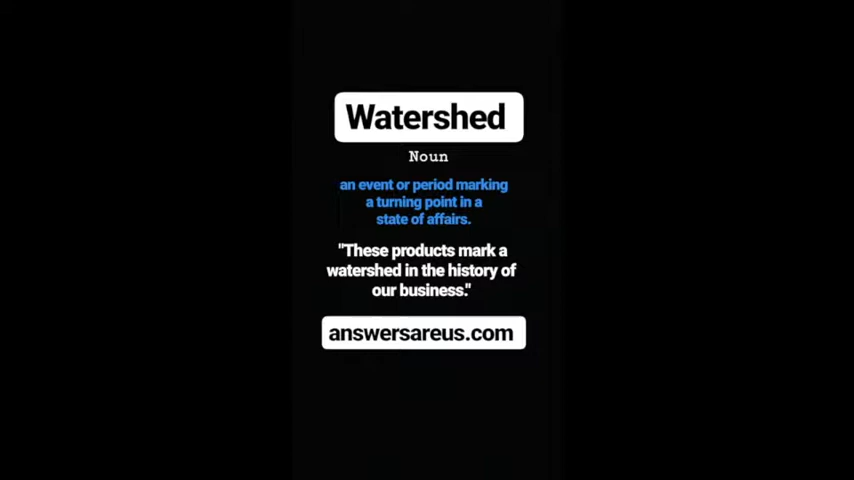 Watershed
Noun
an event or period marking
a turning point in a
state of affairs.
"These products mark a
watershed in the history of
our business."
answersareus.com